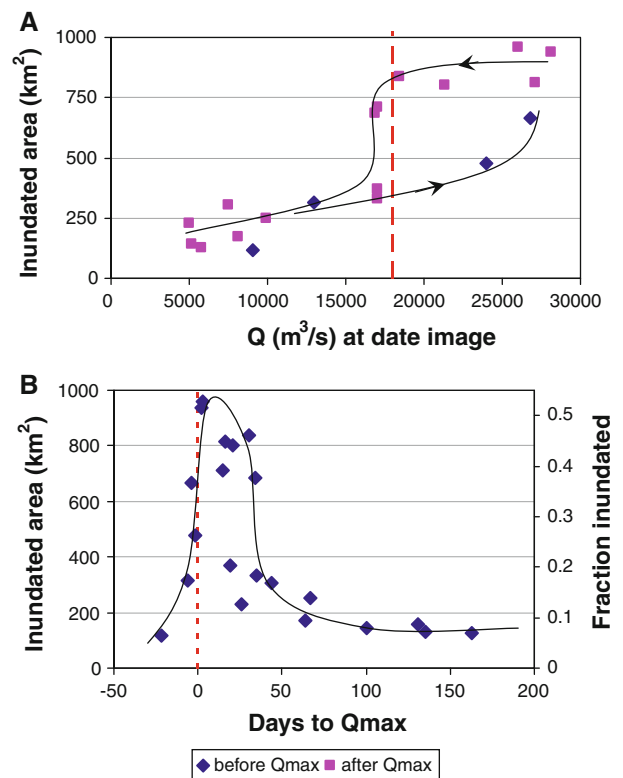 A
Inundated area (km²)
1000
750
500
250
0
0 5000 10000 15000 20000 25000 30000
Q (m³/s) at date image
B
Inundated area (km²)
1000
800
600
400
200
0
0.5
0.4
0.3
0.2
0.1
0
Fraction inundated
-50 0 50 100 150 200
Days to Qmax
before Qmax after Qmax